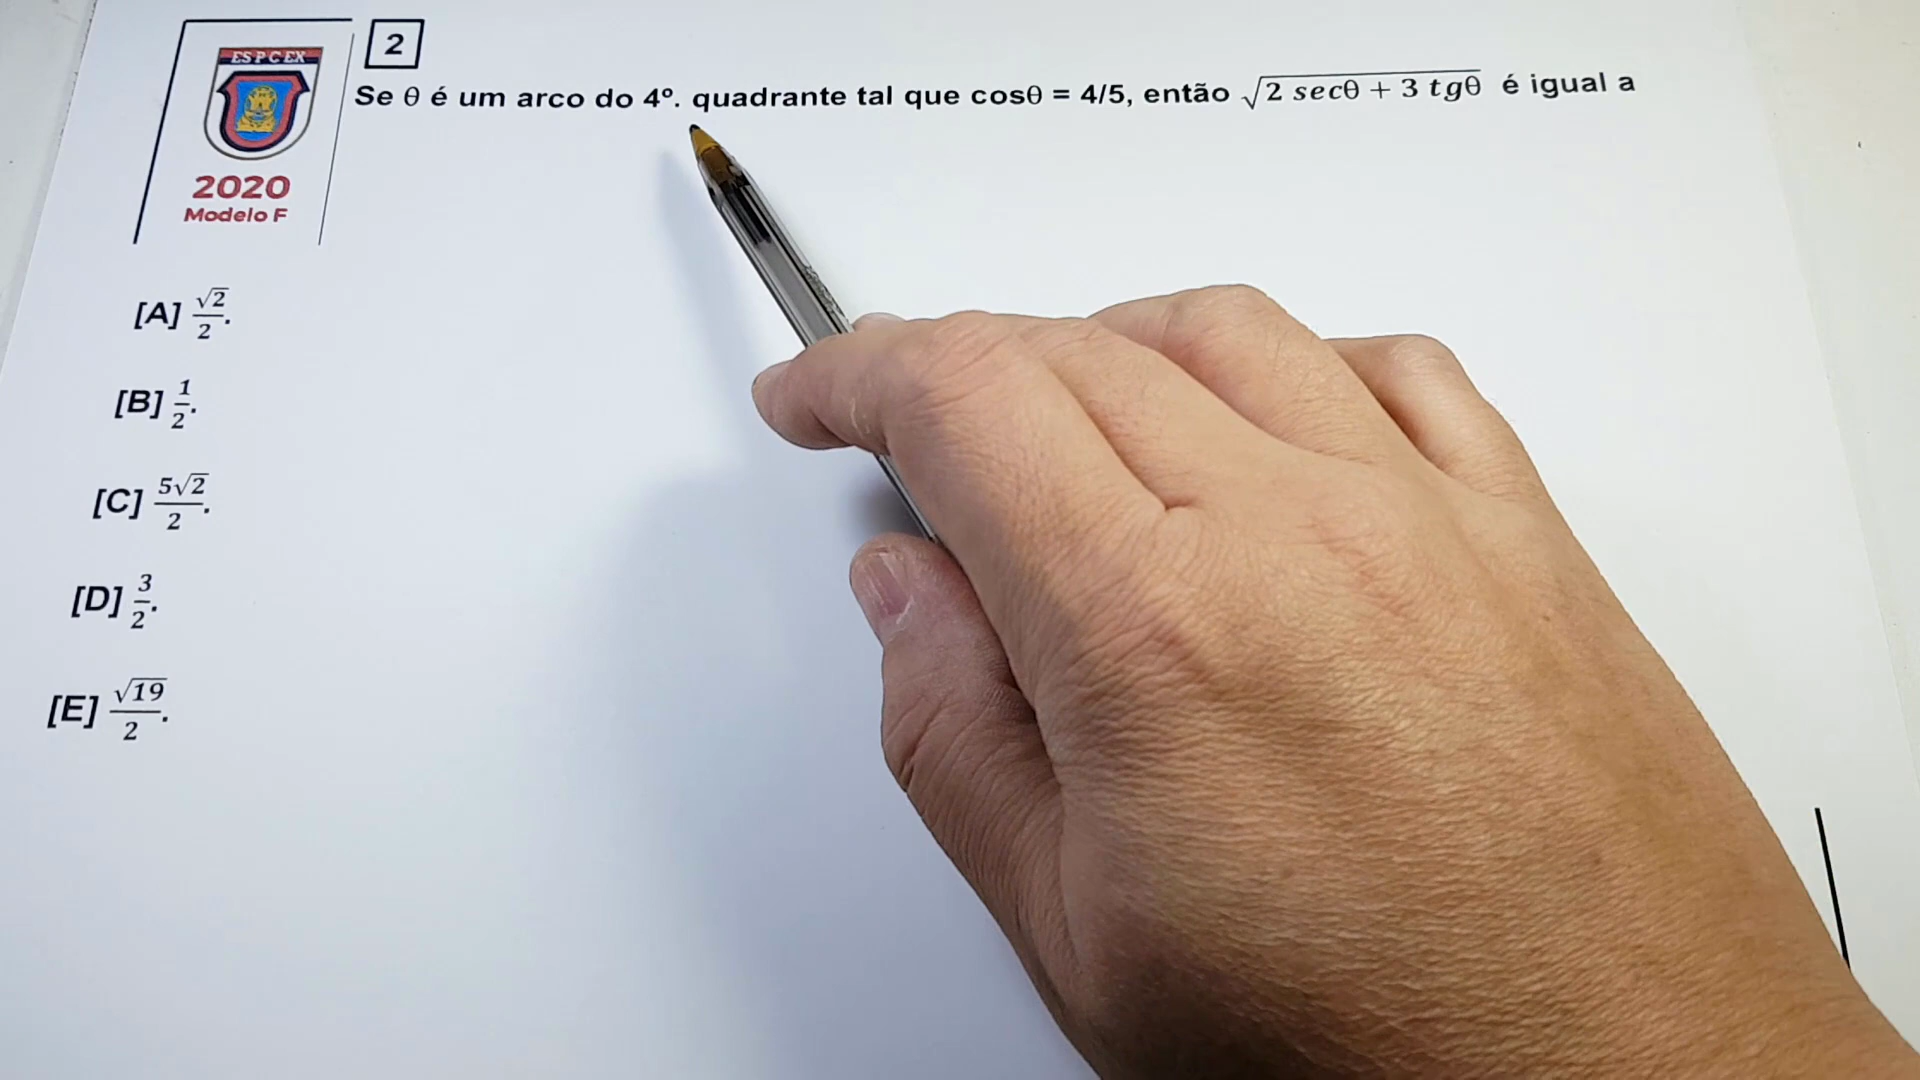 2
ESPCEX
2020
Modelo F
Se θ é um arco do 4º. quadrante tal que cosθ = 4/5, então √(2 secθ + 3 tgθ) é igual a
[A] √2/2.
[B] 1/2.
[C] 5√2/2.
[D] 3/2.
[E] √19/2.